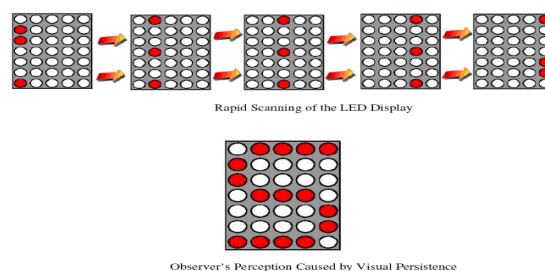 Rapid Scanning of the LED Display
Observer's Perception Caused by Visual Persistence